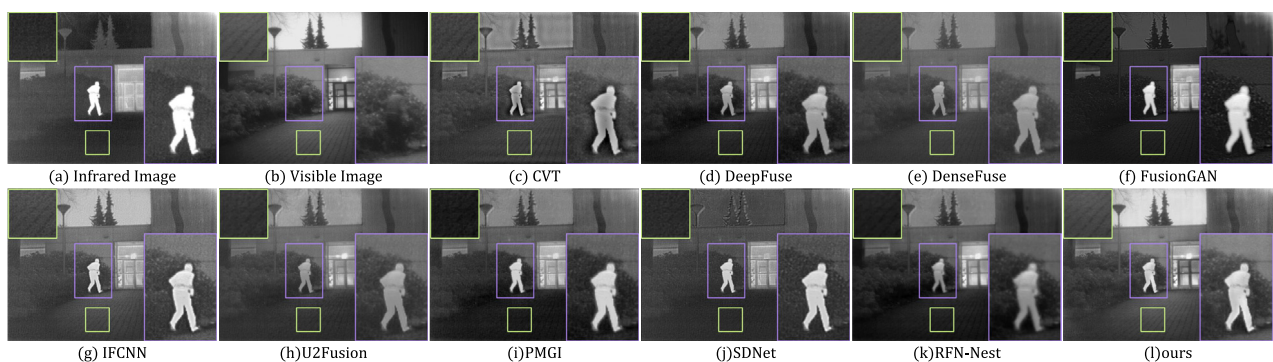 (a) Infrared Image (b) Visible Image (c) CVT (d) DeepFuse (e) DenseFuse (f) FusionGAN
(g) IFCNN (h)U2Fusion (i)PMGI (j)SDNet (k)RFN-Nest (l)ours